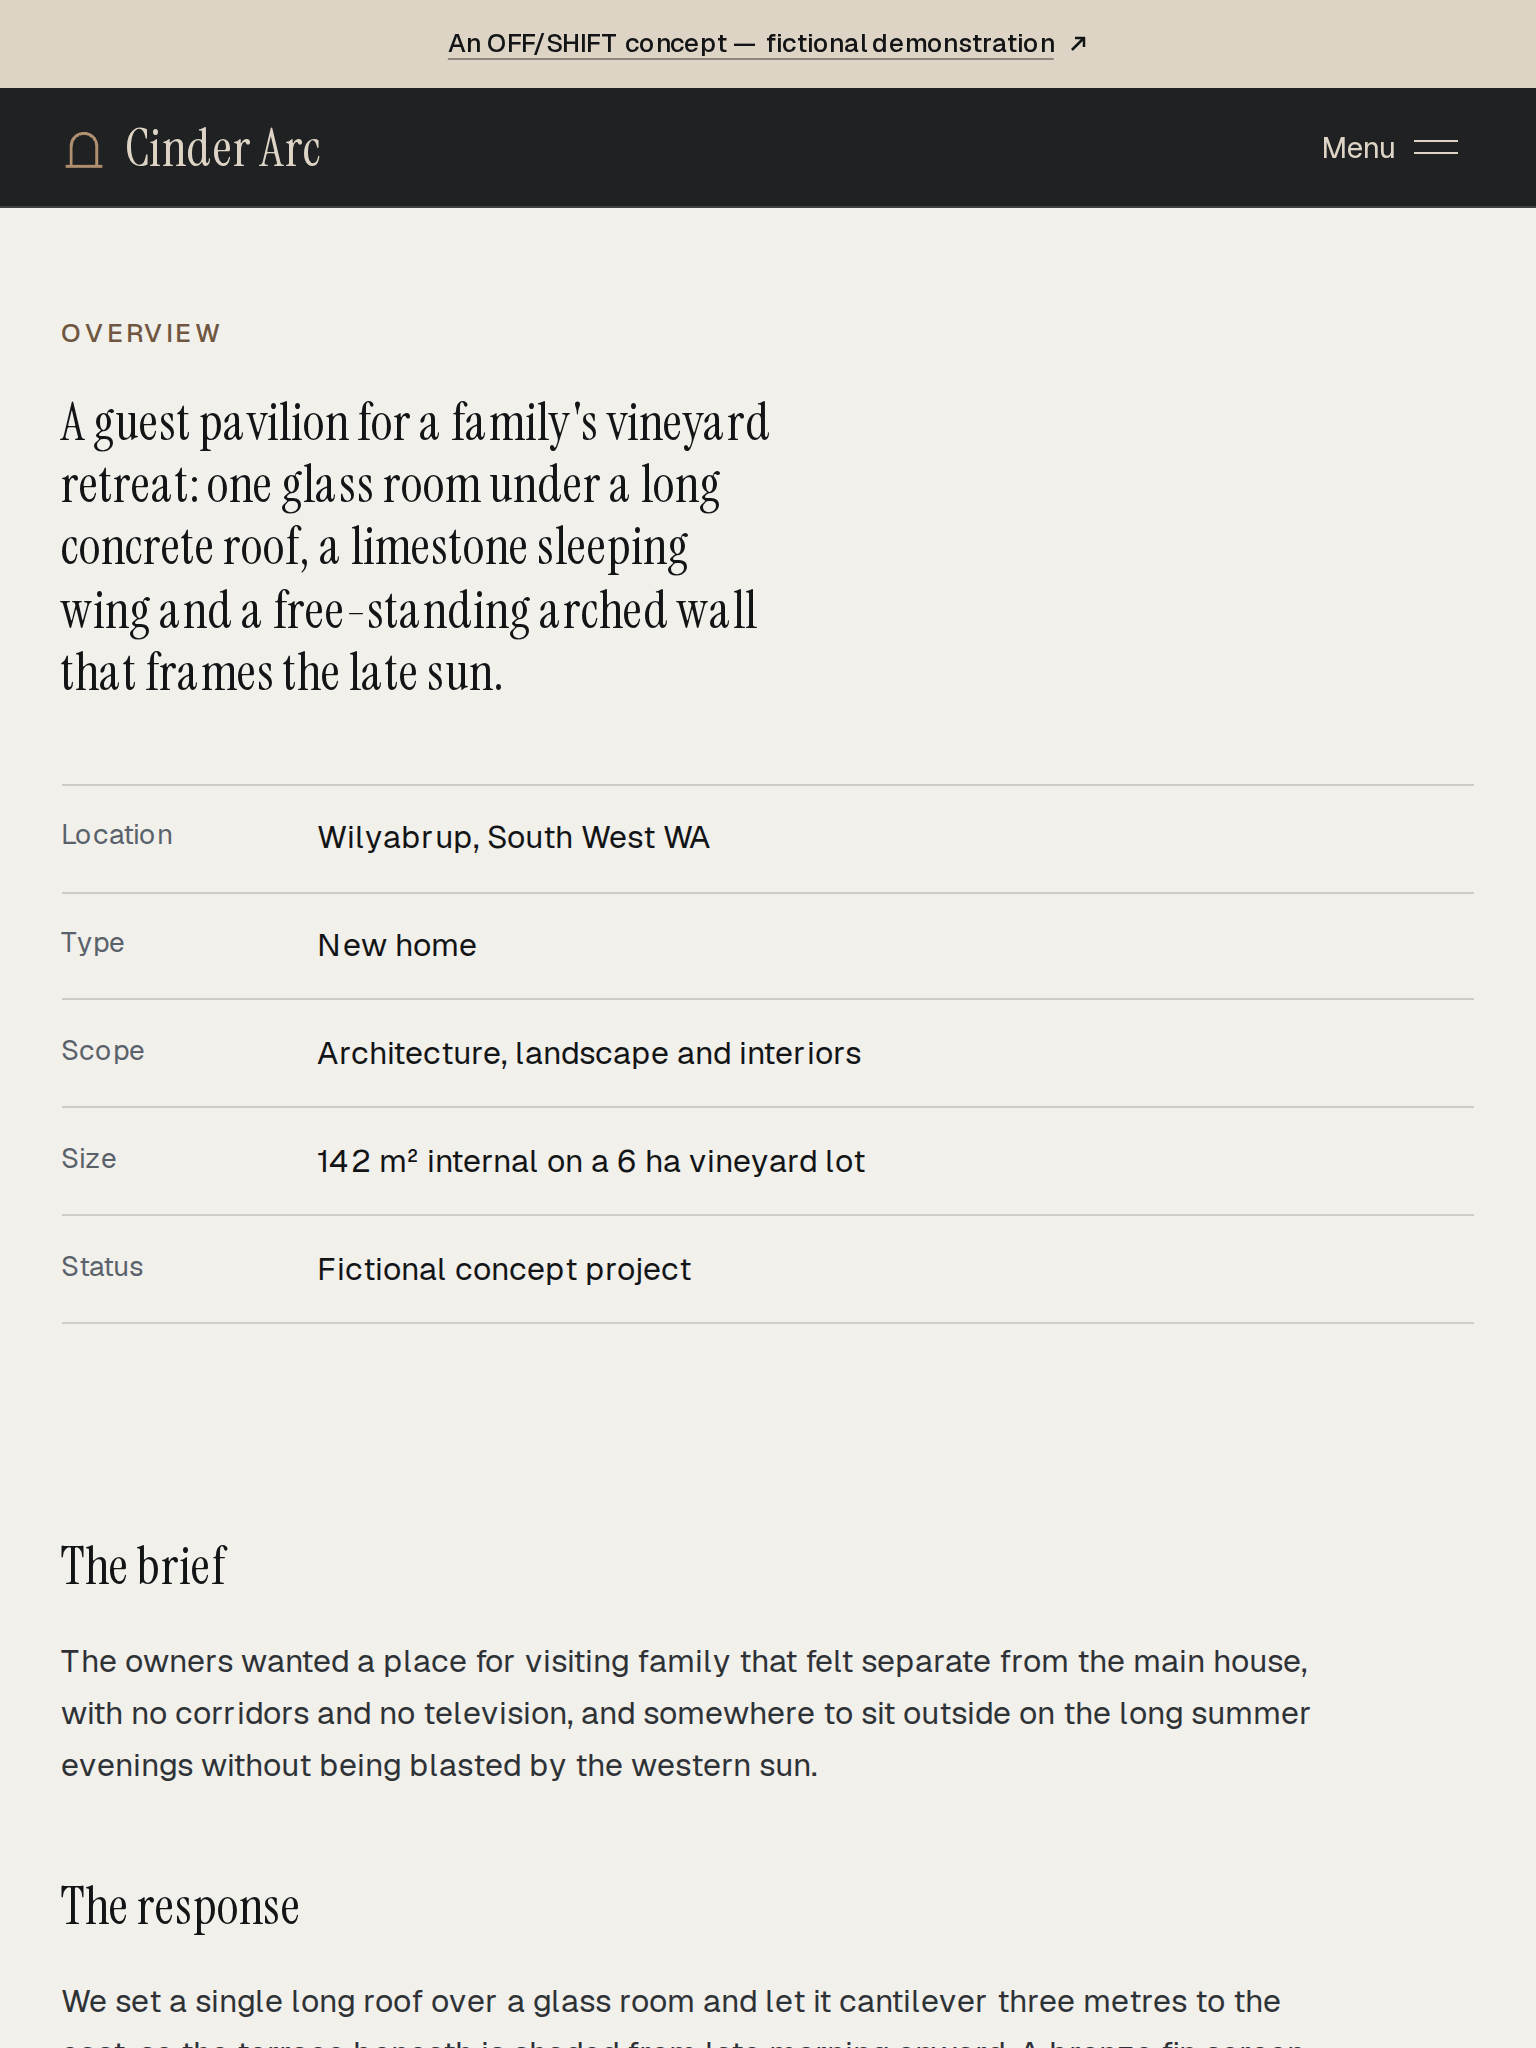 An OFF/SHIFT concept — fictional demonstration ↗
Cinder Arc
Menu
OVERVIEW
A guest pavilion for a family's vineyard
retreat: one glass room under a long
concrete roof, a limestone sleeping
wing and a free-standing arched wall
that frames the late sun.
Location
Wilyabrup, South West WA
Type
New home
Scope
Architecture, landscape and interiors
Size
142 m² internal on a 6 ha vineyard lot
Status
Fictional concept project
The brief
The owners wanted a place for visiting family that felt separate from the main house,
with no corridors and no television, and somewhere to sit outside on the long summer
evenings without being blasted by the western sun.
The response
We set a single long roof over a glass room and let it cantilever three metres to the